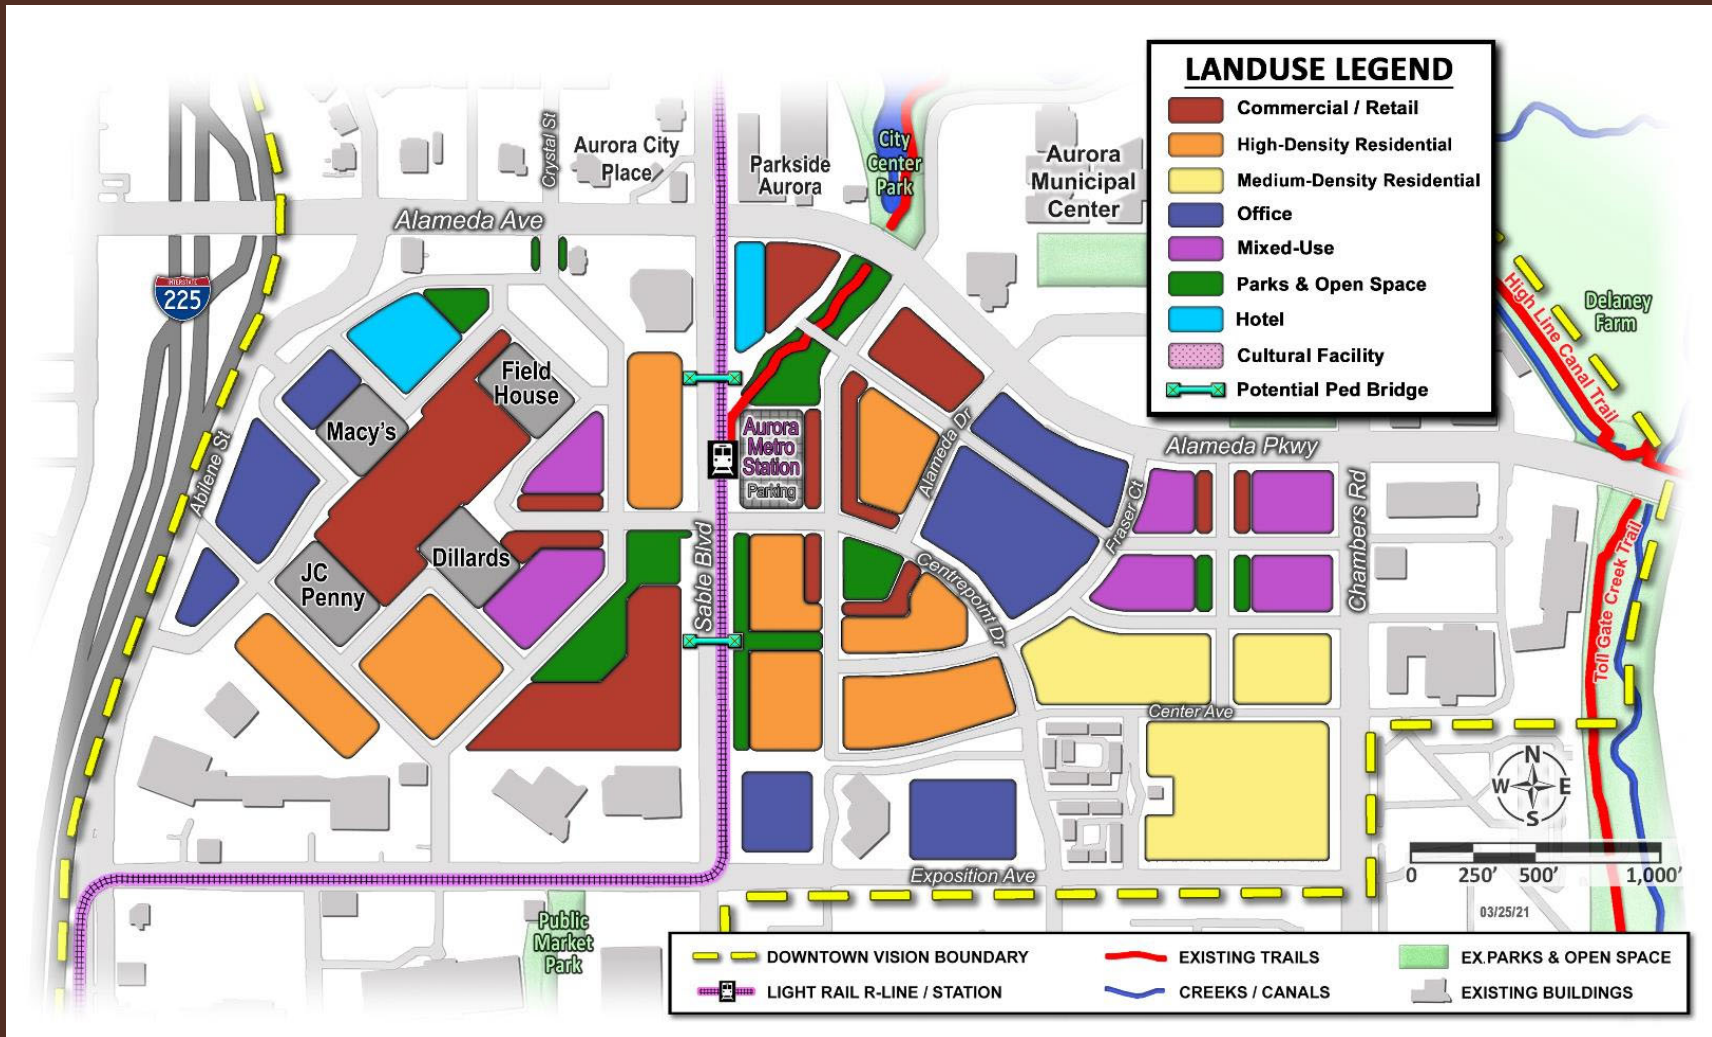 LANDUSE LEGEND
Commercial / Retail
High-Density Residential
Medium-Density Residential
Office
Mixed-Use
Parks & Open Space
Hotel
Cultural Facility
Potential Ped Bridge
Crystal St
Aurora City
Place
Parkside
Aurora
City
Center
Park
Aurora
Municipal
Center
Alameda Ave
INTERSTATE
225
High Line Canal Trail
Delaney
Farm
Field
House
Macy's
Abilene St
Aurora
Metro
Station
Parking
Alameda Dr
Alameda Pkwy
Fraser Ct
Chambers Rd
Dillards
JC
Penny
Sable Blvd
Centrepoint Dr
Toll Gate Creek Trail
Center Ave
N
W E
S
0 250' 500' 1,000'
Exposition Ave
03/25/21
Public
Market
Park
DOWNTOWN VISION BOUNDARY
LIGHT RAIL R-LINE / STATION
EXISTING TRAILS
CREEKS / CANALS
EX.PARKS & OPEN SPACE
EXISTING BUILDINGS